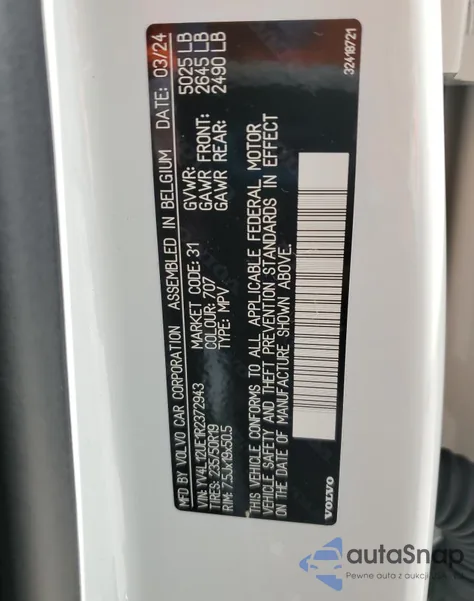 MFD BY VOLVO CAR CORPORATION ASSEMBLED IN BELGIUM DATE: 03/24
VIN: YV4L12UE1R2372943 MARKET CODE: 31 GVWR: 5025 LB
TIRES: 235/50R19 COLOUR: 707 GAWR FRONT: 2645 LB
RIM: 7.5Jx19x50.5 TYPE: MPV GAWR REAR: 2490 LB
THIS VEHICLE CONFORMS TO ALL APPLICABLE FEDERAL MOTOR
VEHICLE SAFETY AND THEFT PREVENTION STANDARDS IN EFFECT
ON THE DATE OF MANUFACTURE SHOWN ABOVE.
VOLVO 32418721
autoSnap
Pewne auta z aukcji